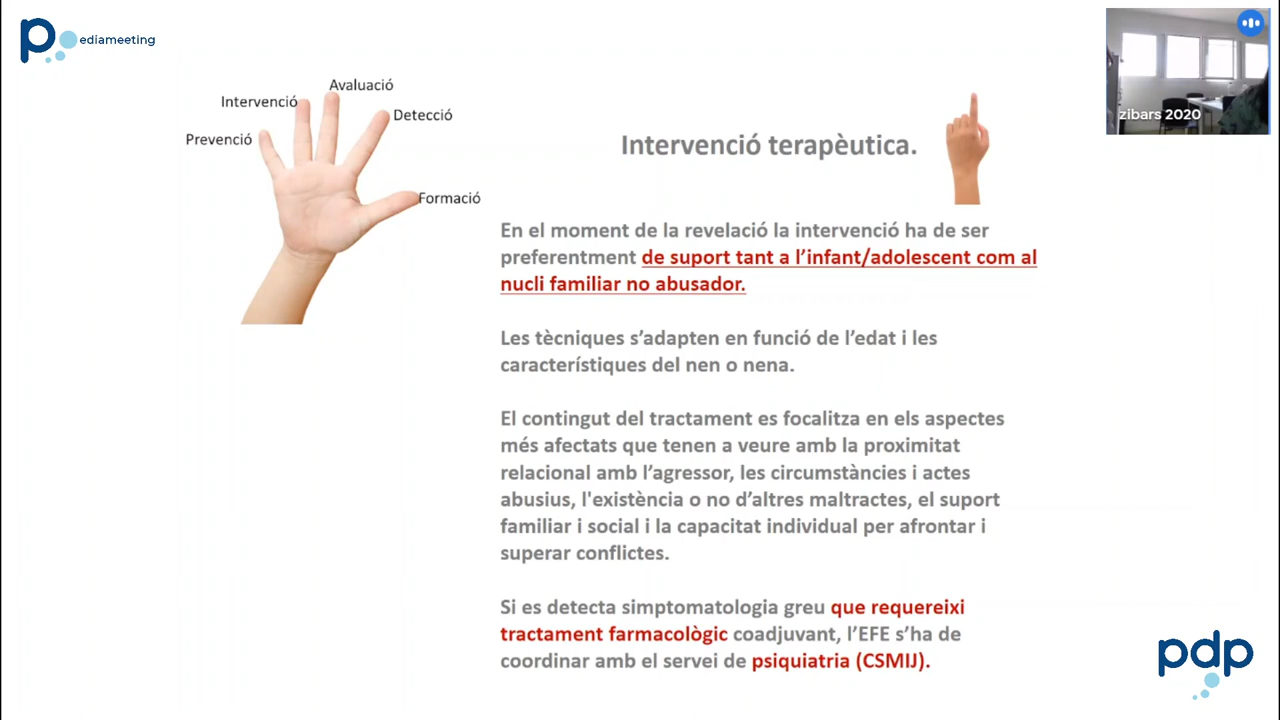 pediameeting
zibars 2020
Avaluació
Intervenció
Detecció
Prevenció
Formació
Intervenció terapèutica.
En el moment de la revelació la intervenció ha de ser
preferentment de suport tant a l’infant/adolescent com al
nucli familiar no abusador.
Les tècniques s’adapten en funció de l’edat i les
característiques del nen o nena.
El contingut del tractament es focalitza en els aspectes
més afectats que tenen a veure amb la proximitat
relacional amb l’agressor, les circumstàncies i actes
abusius, l'existència o no d’altres maltractes, el suport
familiar i social i la capacitat individual per afrontar i
superar conflictes.
Si es detecta simptomatologia greu que requereixi
tractament farmacològic coadjuvant, l’EFE s’ha de
coordinar amb el servei de psiquiatria (CSMIJ).
pdp